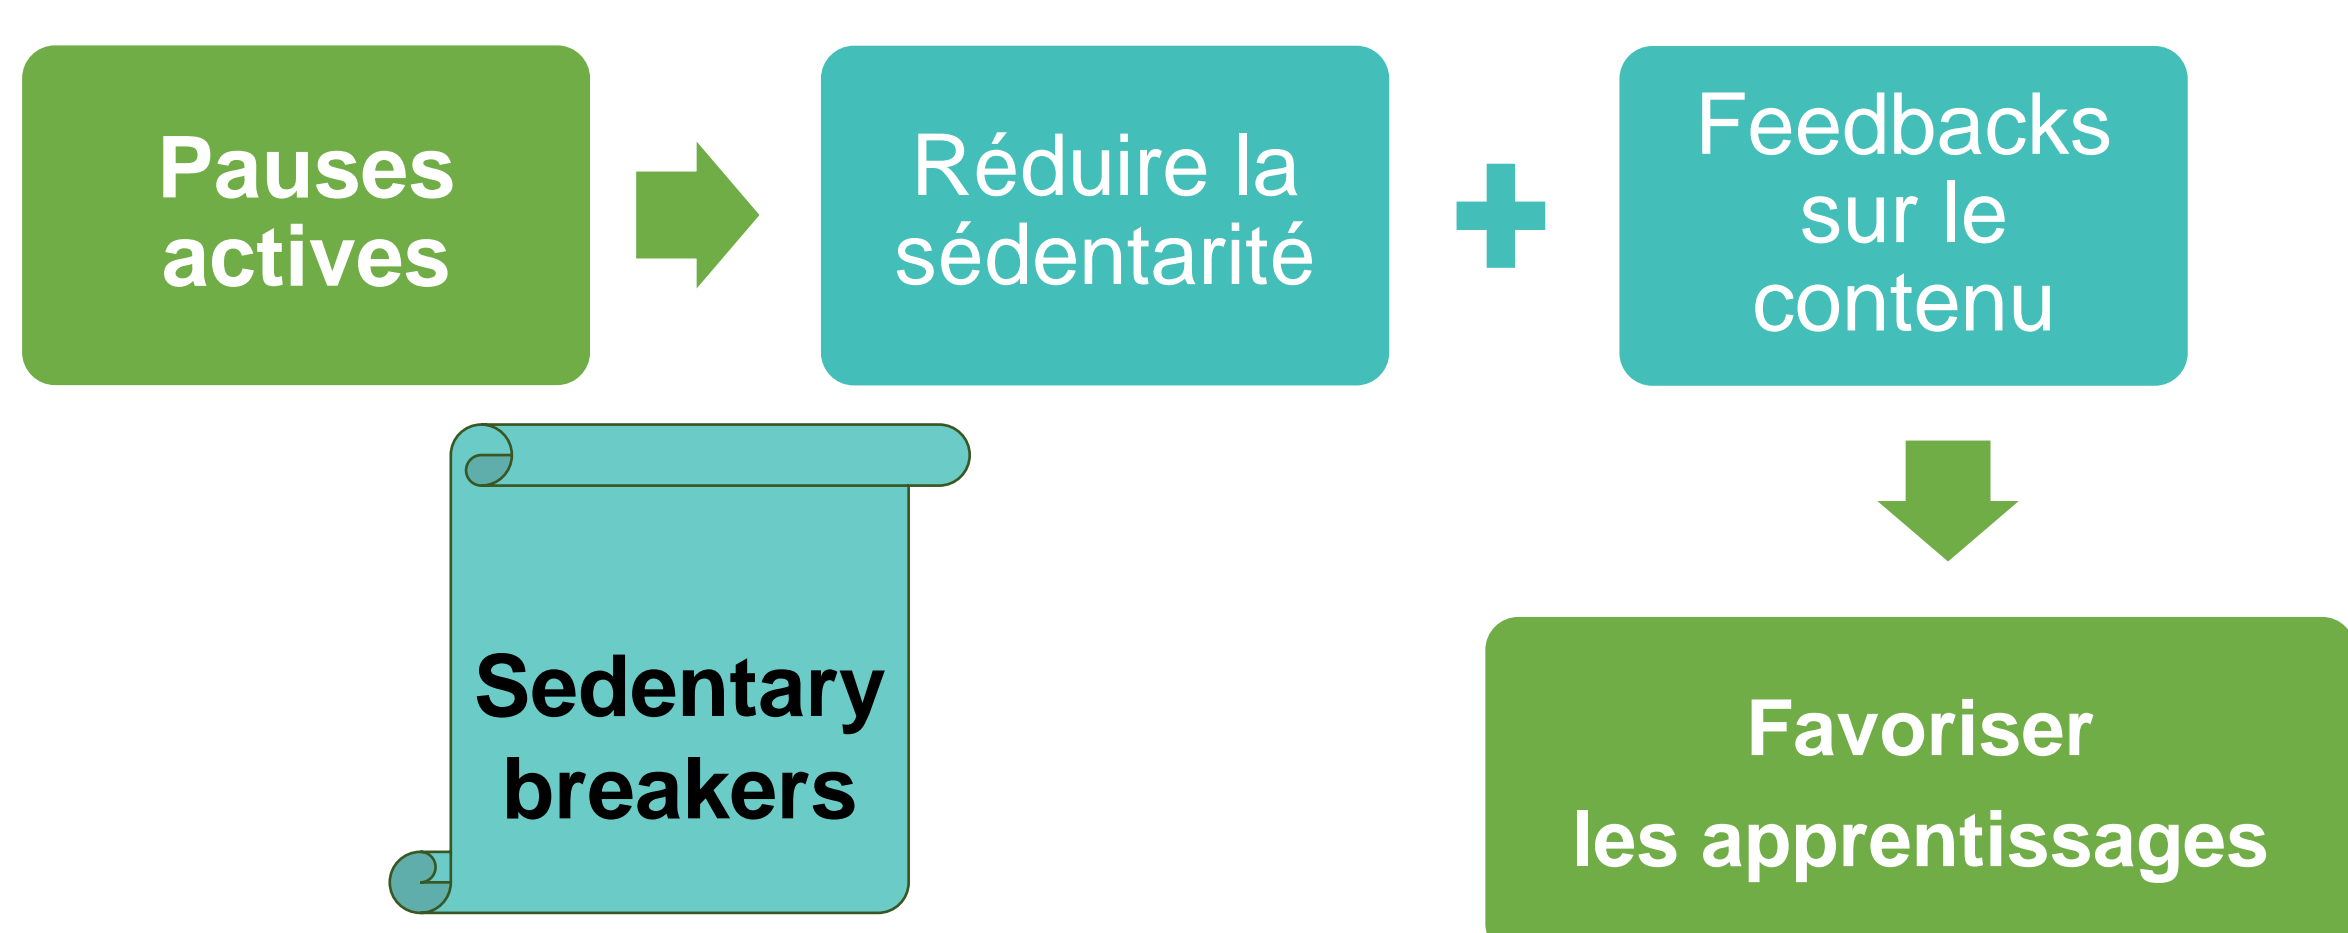 Pauses
actives
Réduire la
sédentarité
Feedbacks
sur le
contenu
Sedentary
breakers
Favoriser
les apprentissages